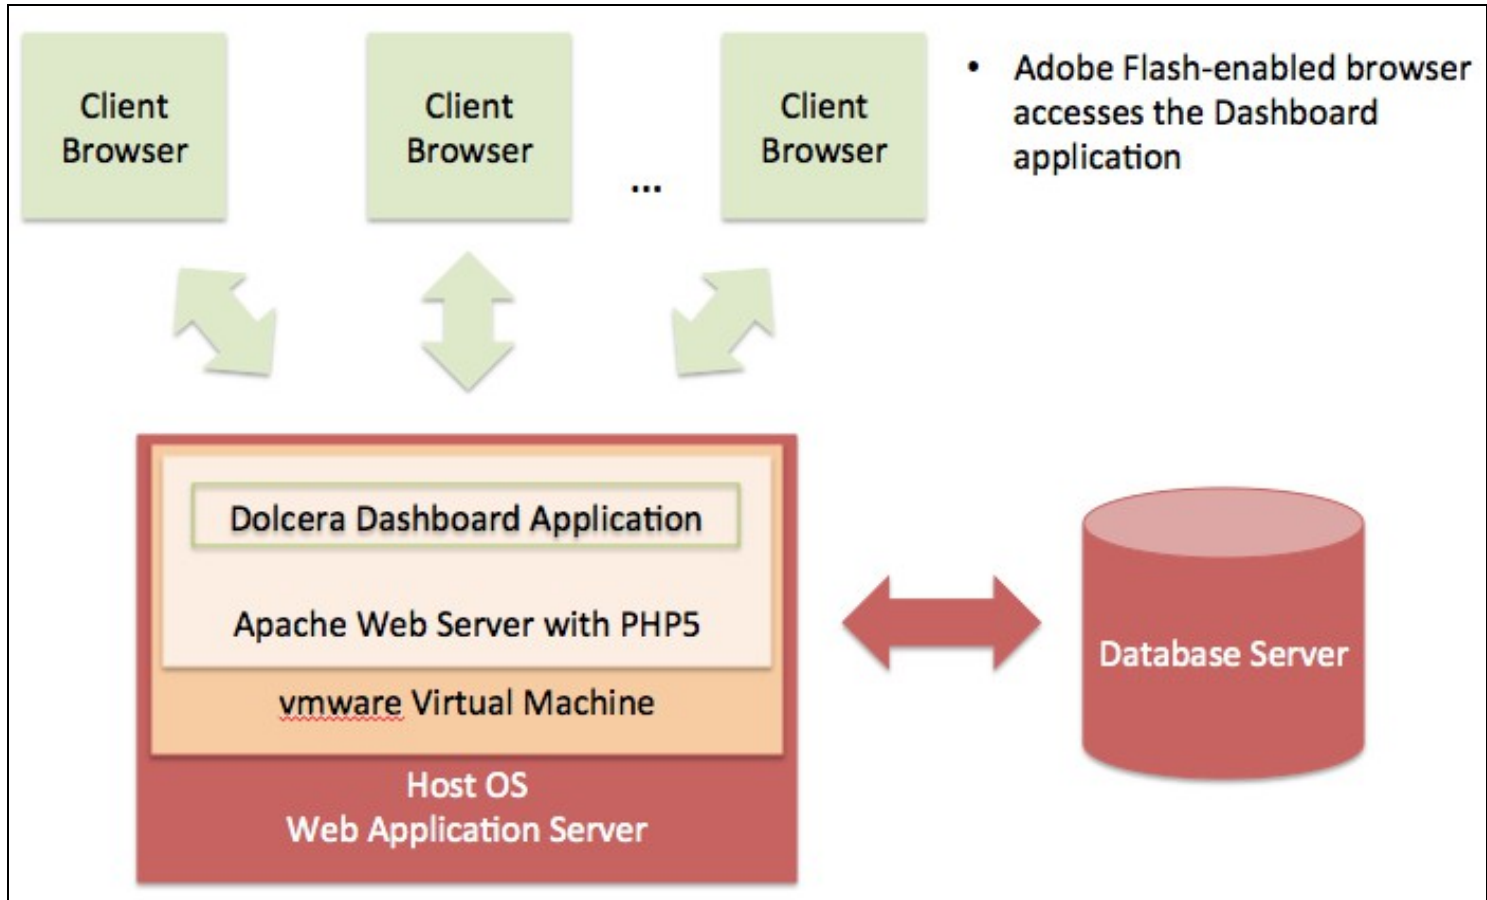 Client
Browser
Client
Browser
...
Client
Browser
• Adobe Flash-enabled browser
accesses the Dashboard
application
Dolcera Dashboard Application
Apache Web Server with PHP5
vmware Virtual Machine
Host OS
Web Application Server
Database Server